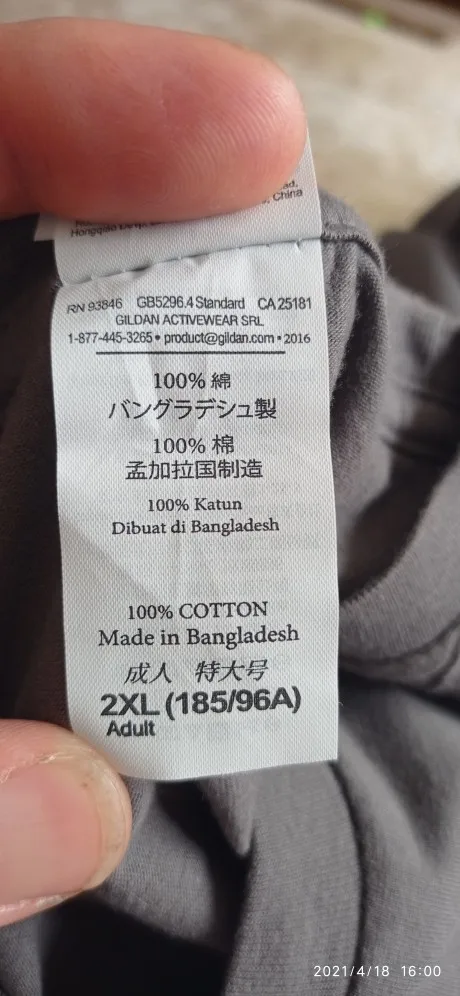 China
RN 93846 GB5296.4 Standard CA 25181
GILDAN ACTIVEWEAR SRL
1-877-445-3265 • product@gildan.com • 2016
100% 綿
バングラデシュ製
100% 棉
孟加拉国制造
100% Katun
Dibuat di Bangladesh
100% COTTON
Made in Bangladesh
成人 特大号
2XL (185/96A)
Adult
2021/4/18 16:00